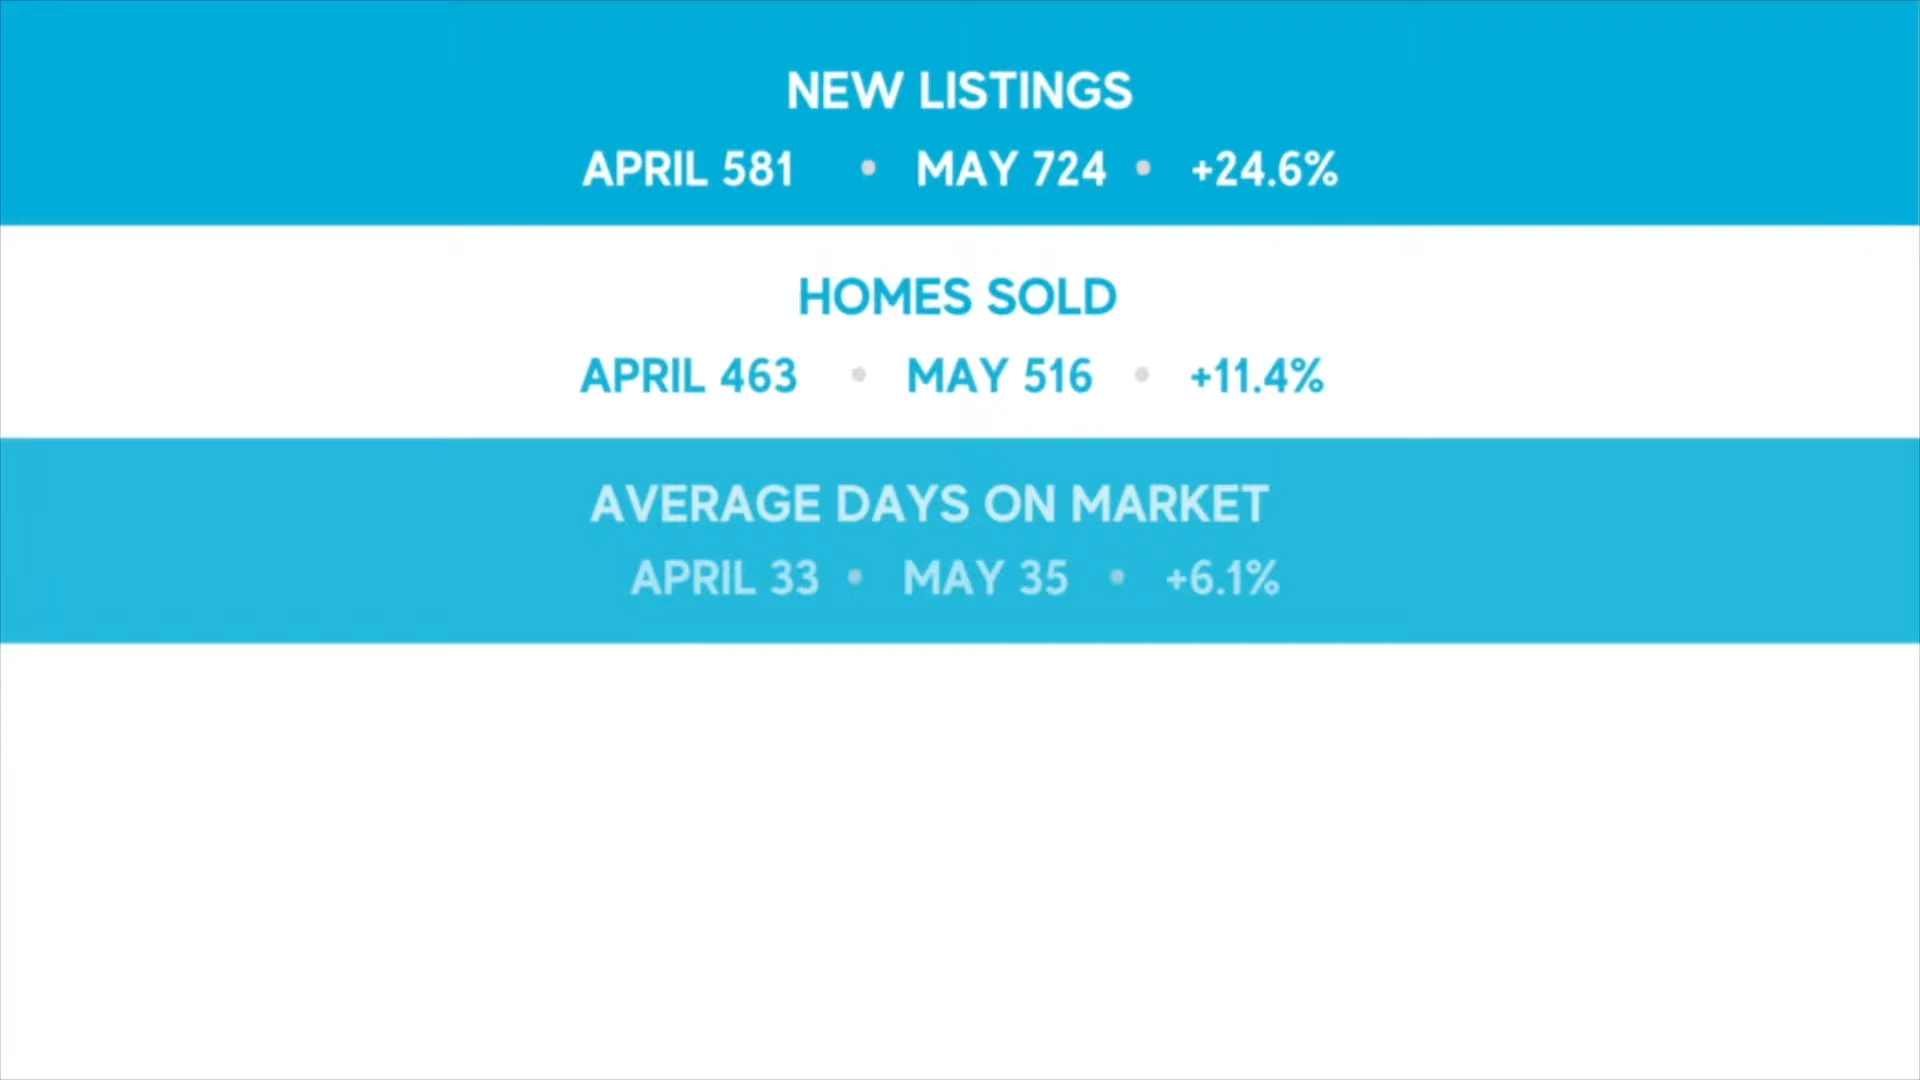 NEW LISTINGS
APRIL 581 • MAY 724 • +24.6%
HOMES SOLD
APRIL 463 • MAY 516 • +11.4%
AVERAGE DAYS ON MARKET
APRIL 33 • MAY 35 • +6.1%